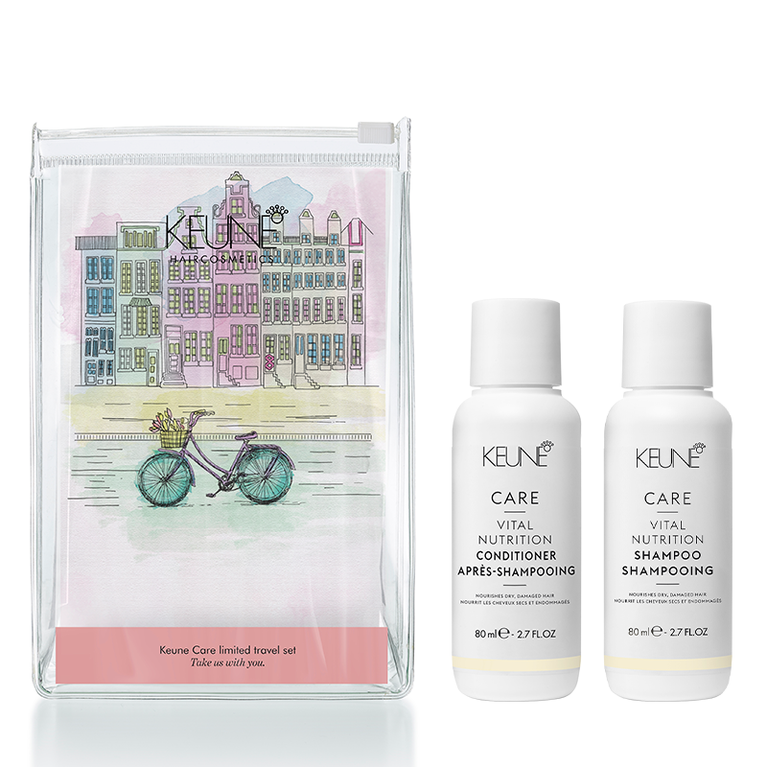 KEUNE
HAIRCOSMETICS
Keune Care limited travel set
Take us with you.
KEUNE
CARE
VITAL
NUTRITION
CONDITIONER
APRÈS-SHAMPOOING
NOURISHES DRY, DAMAGED HAIR
NOURRIT LES CHEVEUX SECS ET ENDOMMAGÉS
80 ml ℮ - 2.7 FL.OZ
KEUNE
CARE
VITAL
NUTRITION
SHAMPOO
SHAMPOOING
NOURISHES DRY, DAMAGED HAIR
NOURRIT LES CHEVEUX SECS ET ENDOMMAGÉS
80 ml ℮ - 2.7 FL.OZ